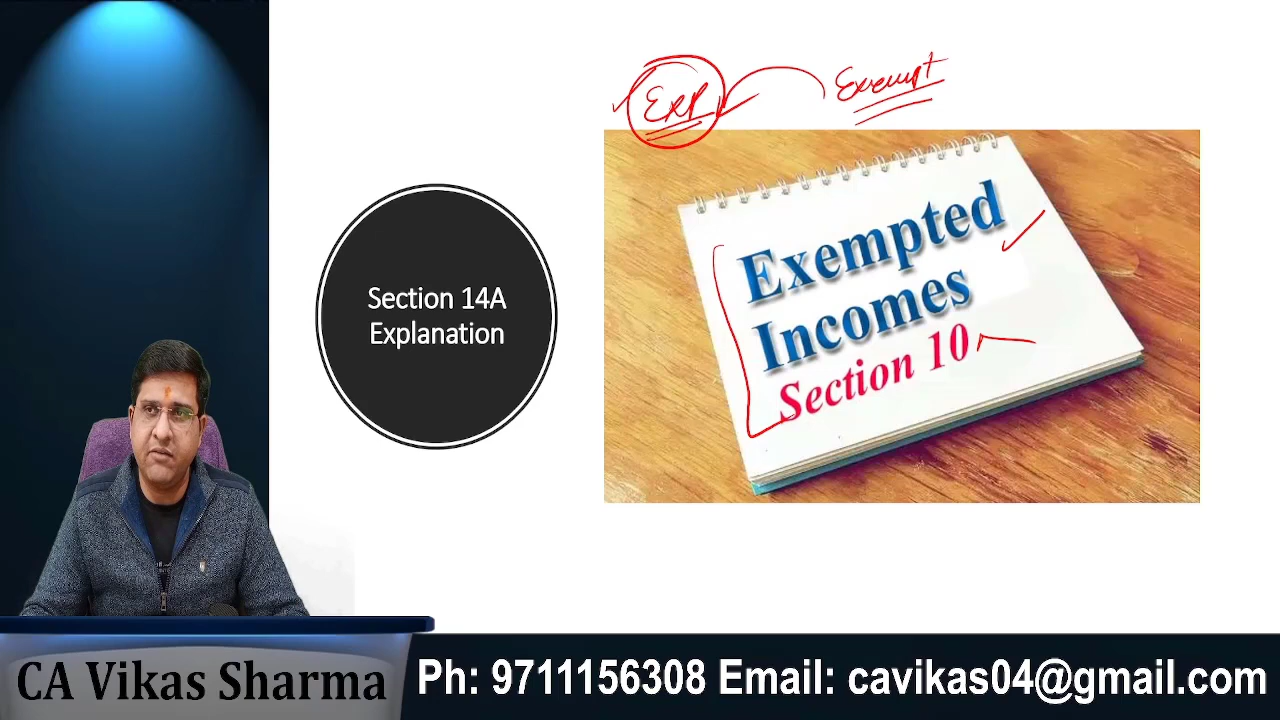 Exp
Exempt
Exempted
Incomes
Section 10
Section 14A
Explanation
CA Vikas Sharma
Ph: 9711156308 Email: cavikas04@gmail.com